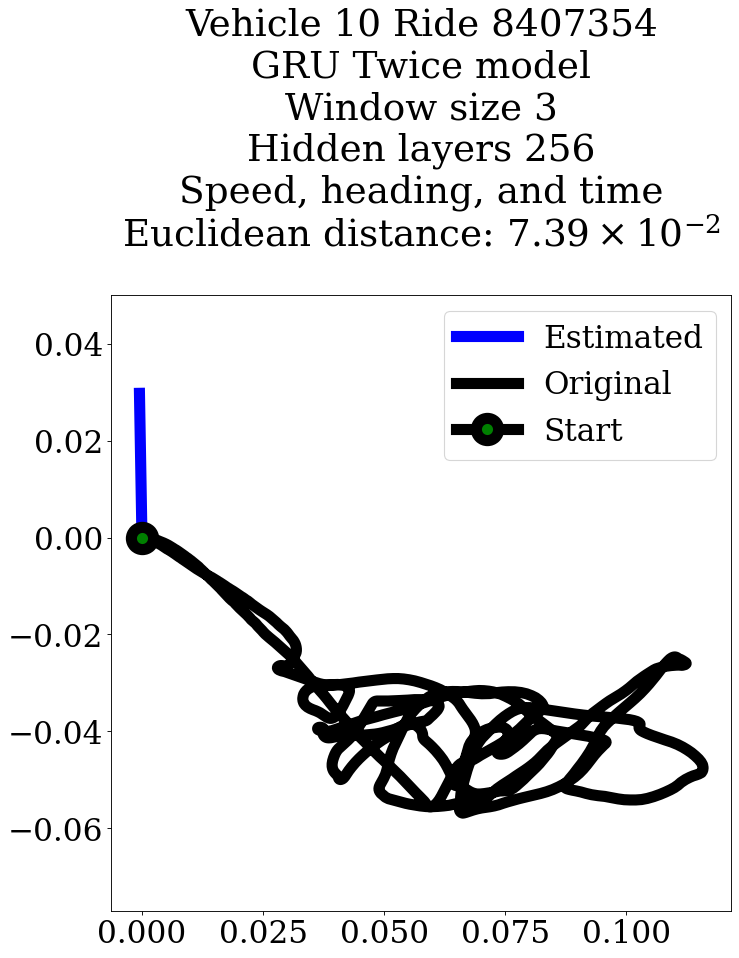 Vehicle 10 Ride 8407354
GRU Twice model
Window size 3
Hidden layers 256
Speed, heading, and time
Euclidean distance: 7.39 × 10⁻²
Estimated
Original
Start
0.04
0.02
0.00
−0.02
−0.04
−0.06
0.000 0.025 0.050 0.075 0.100